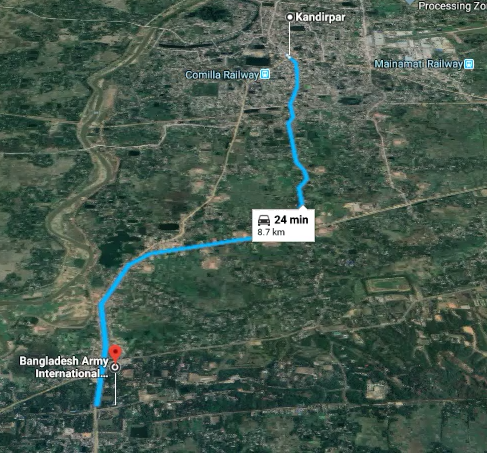 Processing Zo
Kandirpar
Comilla Railway
Mainamati Railway
24 min
8.7 km
Bangladesh Army
International...